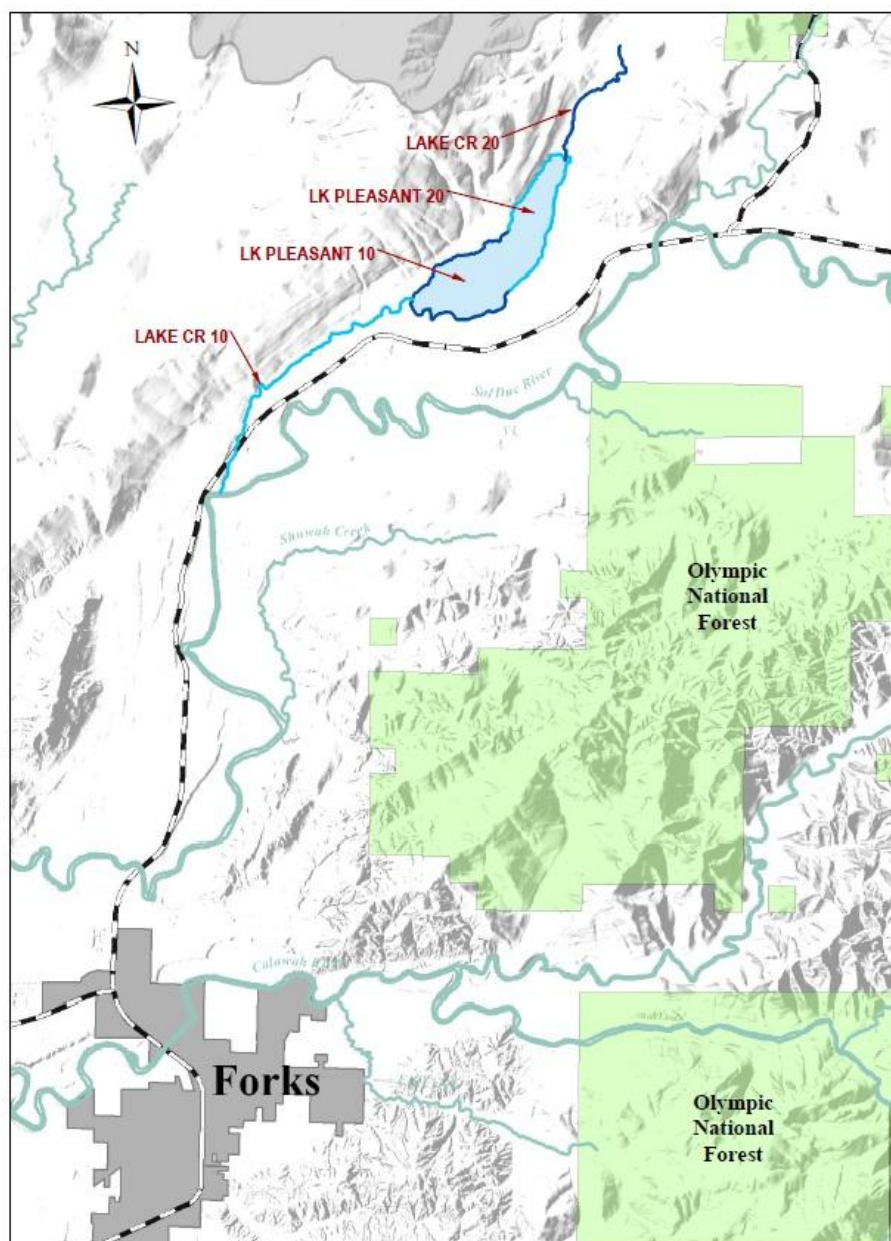 N
LAKE CR 20
LK PLEASANT 20
LK PLEASANT 10
LAKE CR 10
Sol Duc River
Shuwah Creek
Olympic
National
Forest
Calawah
Forks
Olympic
National
Forest